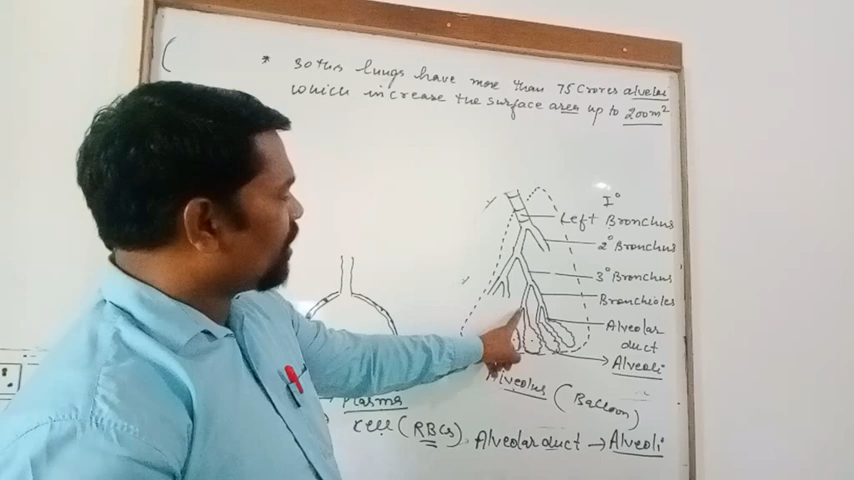 * Both lungs have more than 75 Crores alveolai
which increase the surface area up to 200m²
I°
Left Bronchus
2° Bronchus
3° Bronchus
Bronchioles
Alveolar
duct
Alveoli
Alveolus (Balloon)
Plasma
cell (RBCs), Alveolar duct → Alveoli